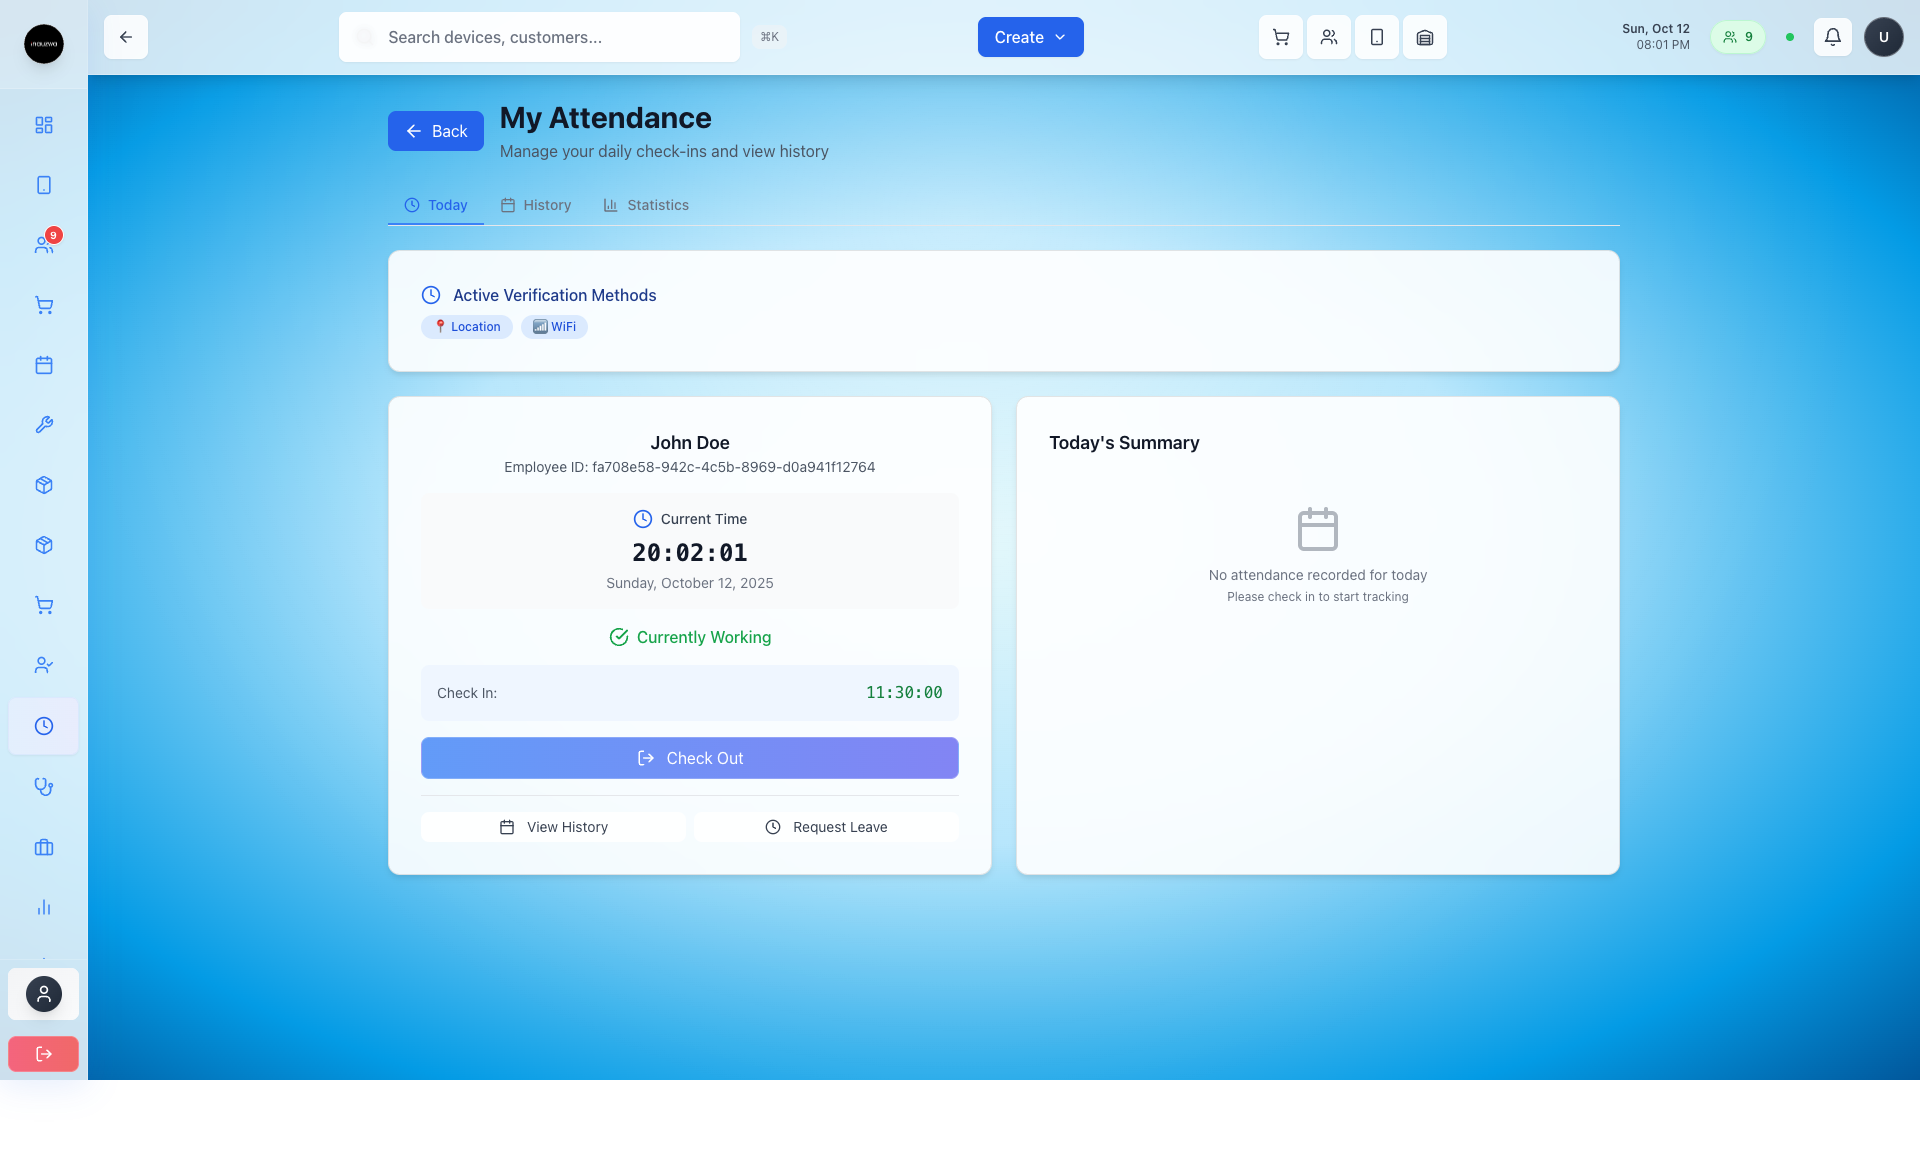 Search devices, customers...
⌘K
Create
Sun, Oct 12
08:01 PM
9
U
9
Back
My Attendance
Manage your daily check-ins and view history
Today
History
Statistics
Active Verification Methods
Location
WiFi
John Doe
Employee ID: fa708e58-942c-4c5b-8969-d0a941f12764
Current Time
20:02:01
Sunday, October 12, 2025
Currently Working
Check In:
11:30:00
Check Out
View History
Request Leave
Today's Summary
No attendance recorded for today
Please check in to start tracking